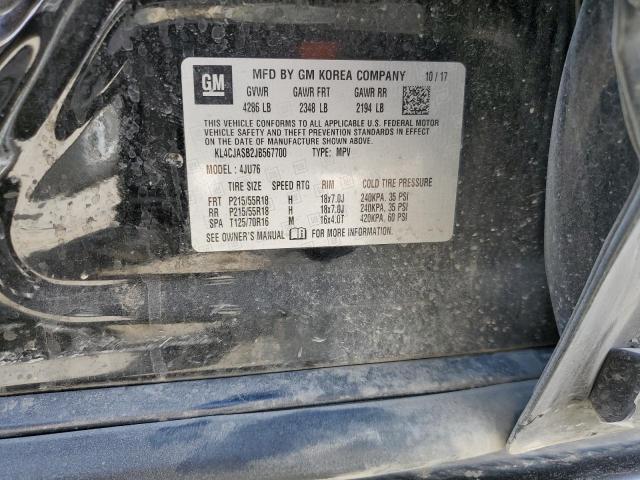 GM MFD BY GM KOREA COMPANY 10 / 17
GVWR GAWR FRT GAWR RR
4286 LB 2348 LB 2194 LB
THIS VEHICLE CONFORMS TO ALL APPLICABLE U.S. FEDERAL MOTOR
VEHICLE SAFETY AND THEFT PREVENTION STANDARDS IN EFFECT
ON THE DATE OF MANUFACTURE SHOWN ABOVE.
KL4CJASB2JB567700 TYPE: MPV
MODEL : 4JU76
TIRE SIZE SPEED RTG RIM COLD TIRE PRESSURE
FRT P215/55R18 H 18x7.0J 240KPA, 35 PSI
RR P215/55R18 H 18x7.0J 240KPA, 35 PSI
SPA T125/70R16 M 16x4.0T 420KPA, 60 PSI
SEE OWNER'S MANUAL FOR MORE INFORMATION.